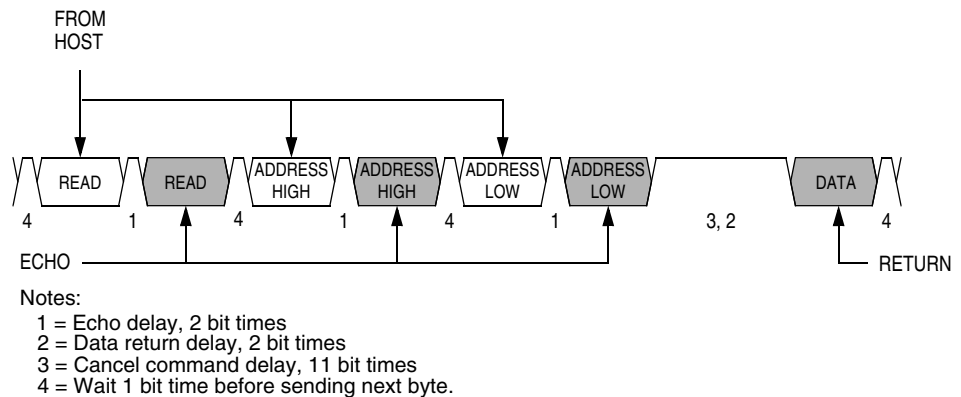 FROM
HOST
READ READ ADDRESS HIGH ADDRESS HIGH ADDRESS LOW ADDRESS LOW DATA
4 1 4 1 4 1 3, 2 4
ECHO RETURN
Notes:
1 = Echo delay, 2 bit times
2 = Data return delay, 2 bit times
3 = Cancel command delay, 11 bit times
4 = Wait 1 bit time before sending next byte.